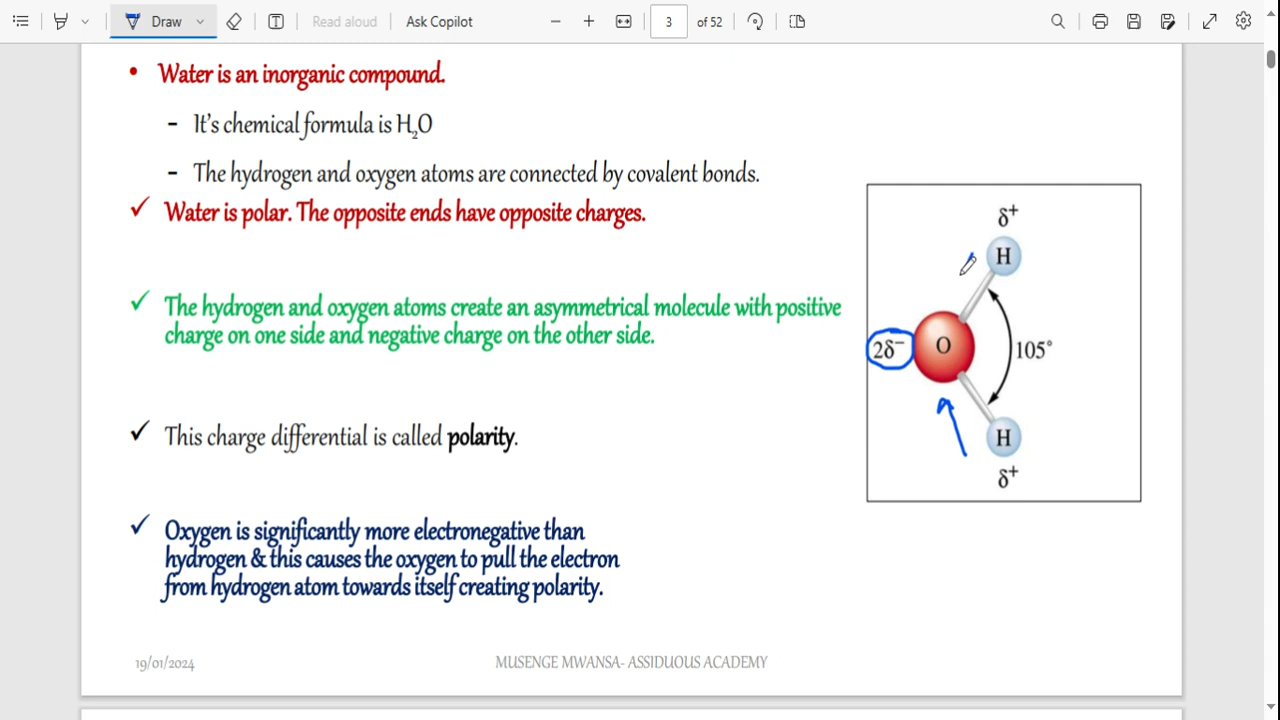 Draw
Read aloud
Ask Copilot
3
of 52
• Water is an inorganic compound.
- It's chemical formula is H₂O
- The hydrogen and oxygen atoms are connected by covalent bonds.
✓ Water is polar. The opposite ends have opposite charges.
✓ The hydrogen and oxygen atoms create an asymmetrical molecule with positive
charge on one side and negative charge on the other side.
✓ This charge differential is called polarity.
✓ Oxygen is significantly more electronegative than
hydrogen & this causes the oxygen to pull the electron
from hydrogen atom towards itself creating polarity.
δ+
H
2δ−
O
105°
H
δ+
19/01/2024
MUSENGE MWANSA- ASSIDUOUS ACADEMY